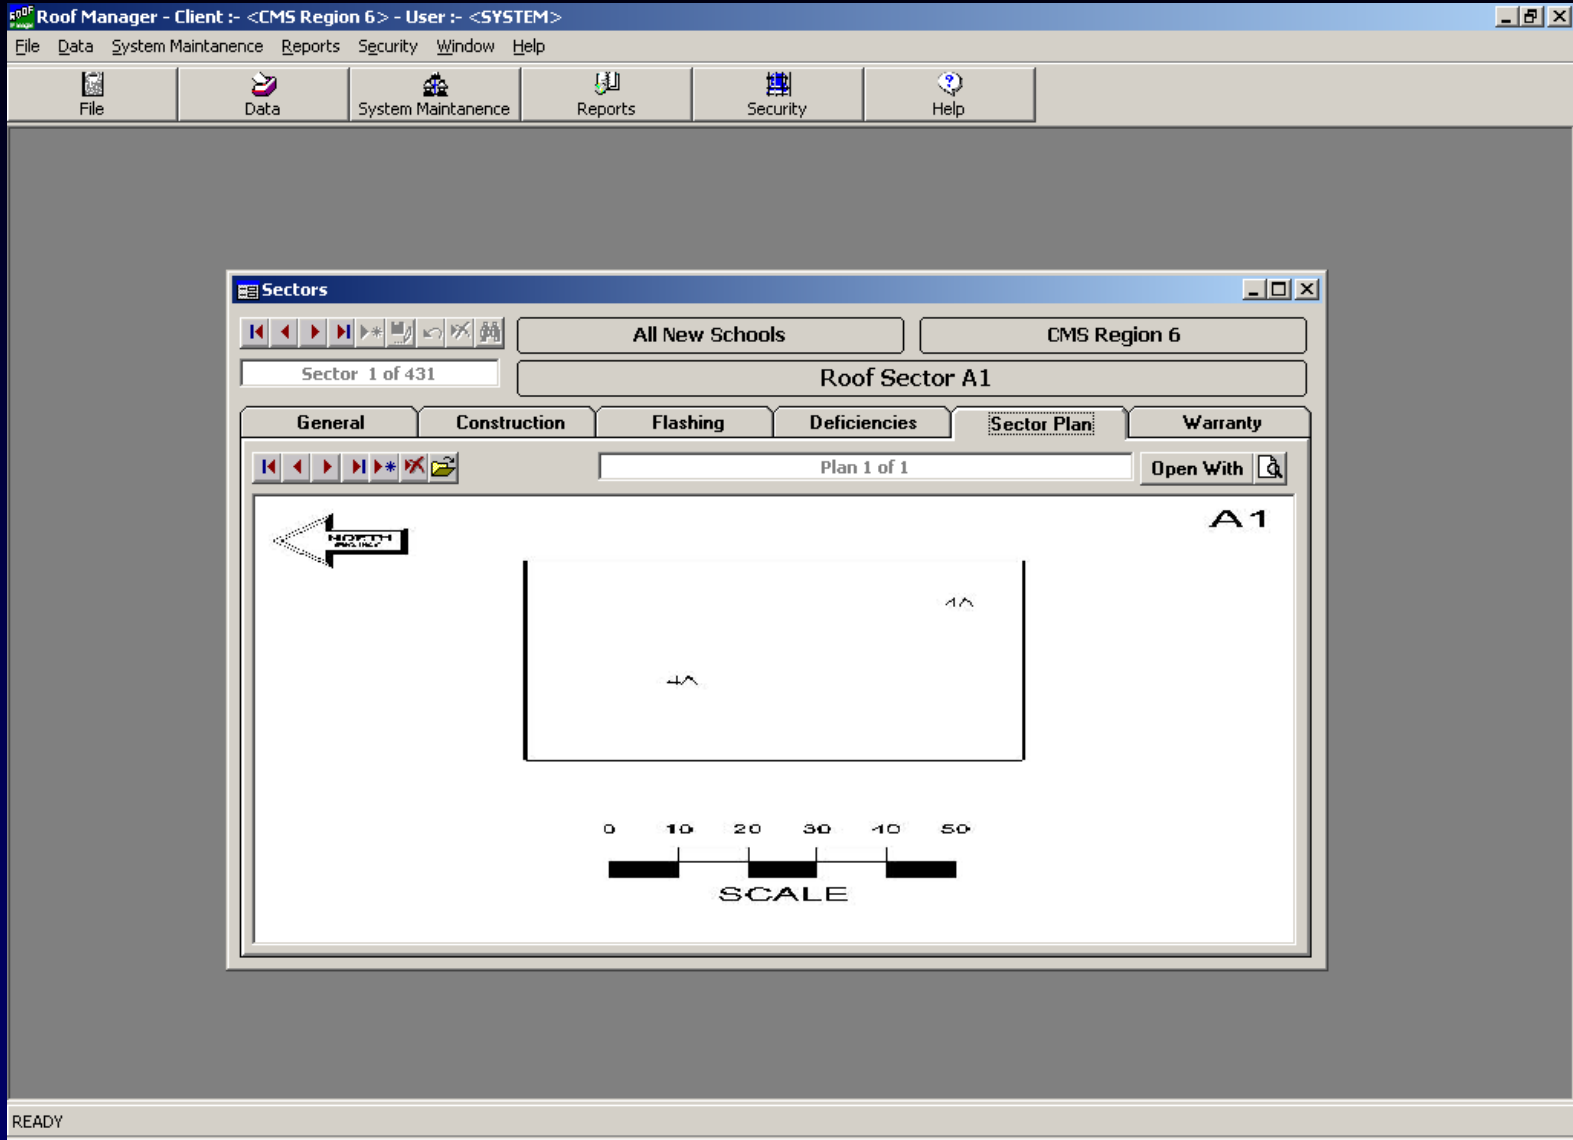 Roof Manager - Client :- <CMS Region 6> - User :- <SYSTEM>
File Data System Maintanence Reports Security Window Help
File Data System Maintanence Reports Security Help
Sectors
All New Schools CMS Region 6
Sector 1 of 431 Roof Sector A1
General Construction Flashing Deficiencies Sector Plan Warranty
Plan 1 of 1 Open With
A1
NORTH
0 10 20 30 40 50
SCALE
READY